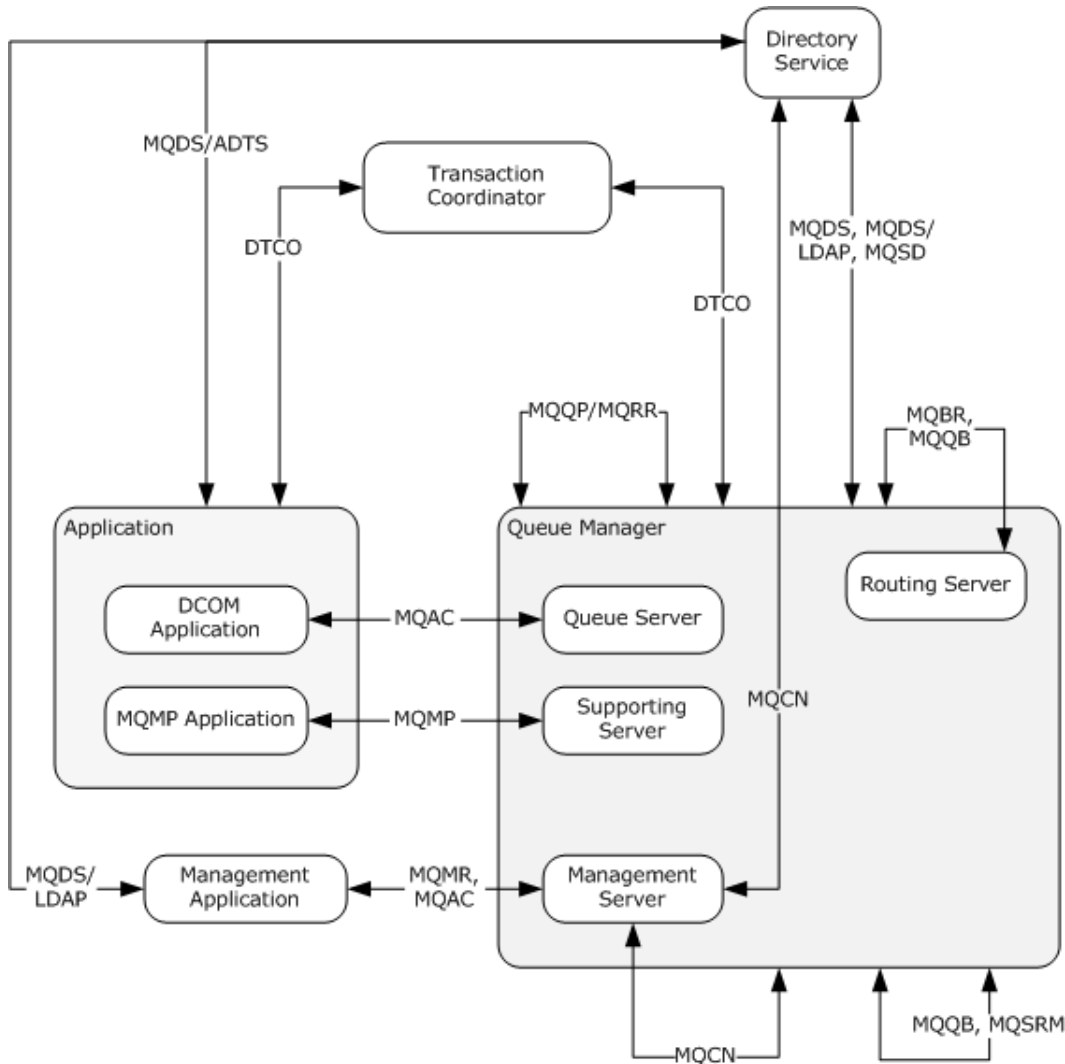 Directory
Service
MQDS/ADTS
Transaction
Coordinator
MQDS, MQDS/
LDAP, MQSD
DTCO
DTCO
MQQP/MQRR
MQBR,
MQQB
Application
Queue Manager
Routing Server
DCOM
Application
MQAC
Queue Server
MQCN
MQMP Application
MQMP
Supporting
Server
MQDS/
LDAP
Management
Application
MQMR,
MQAC
Management
Server
MQQB, MQSRM
MQCN